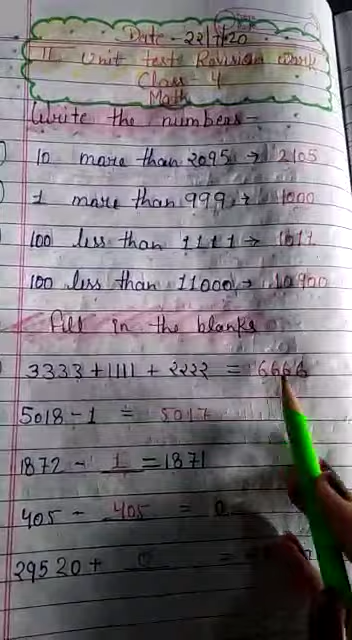 Date - 22/7/20
II Unit test Revision work
Class - 4
Math
Write the numbers -
10 more than 2095 → 2105
1 more than 999 → 1000
100 less than 1111 → 1011
100 less than 11000 → 10900
Fill in the blanks
3333 + 1111 + 2222 = 6666
5018 - 1 = 5017
1872 - 1 = 1871
405 - 405 = 0
29520 + 0 =